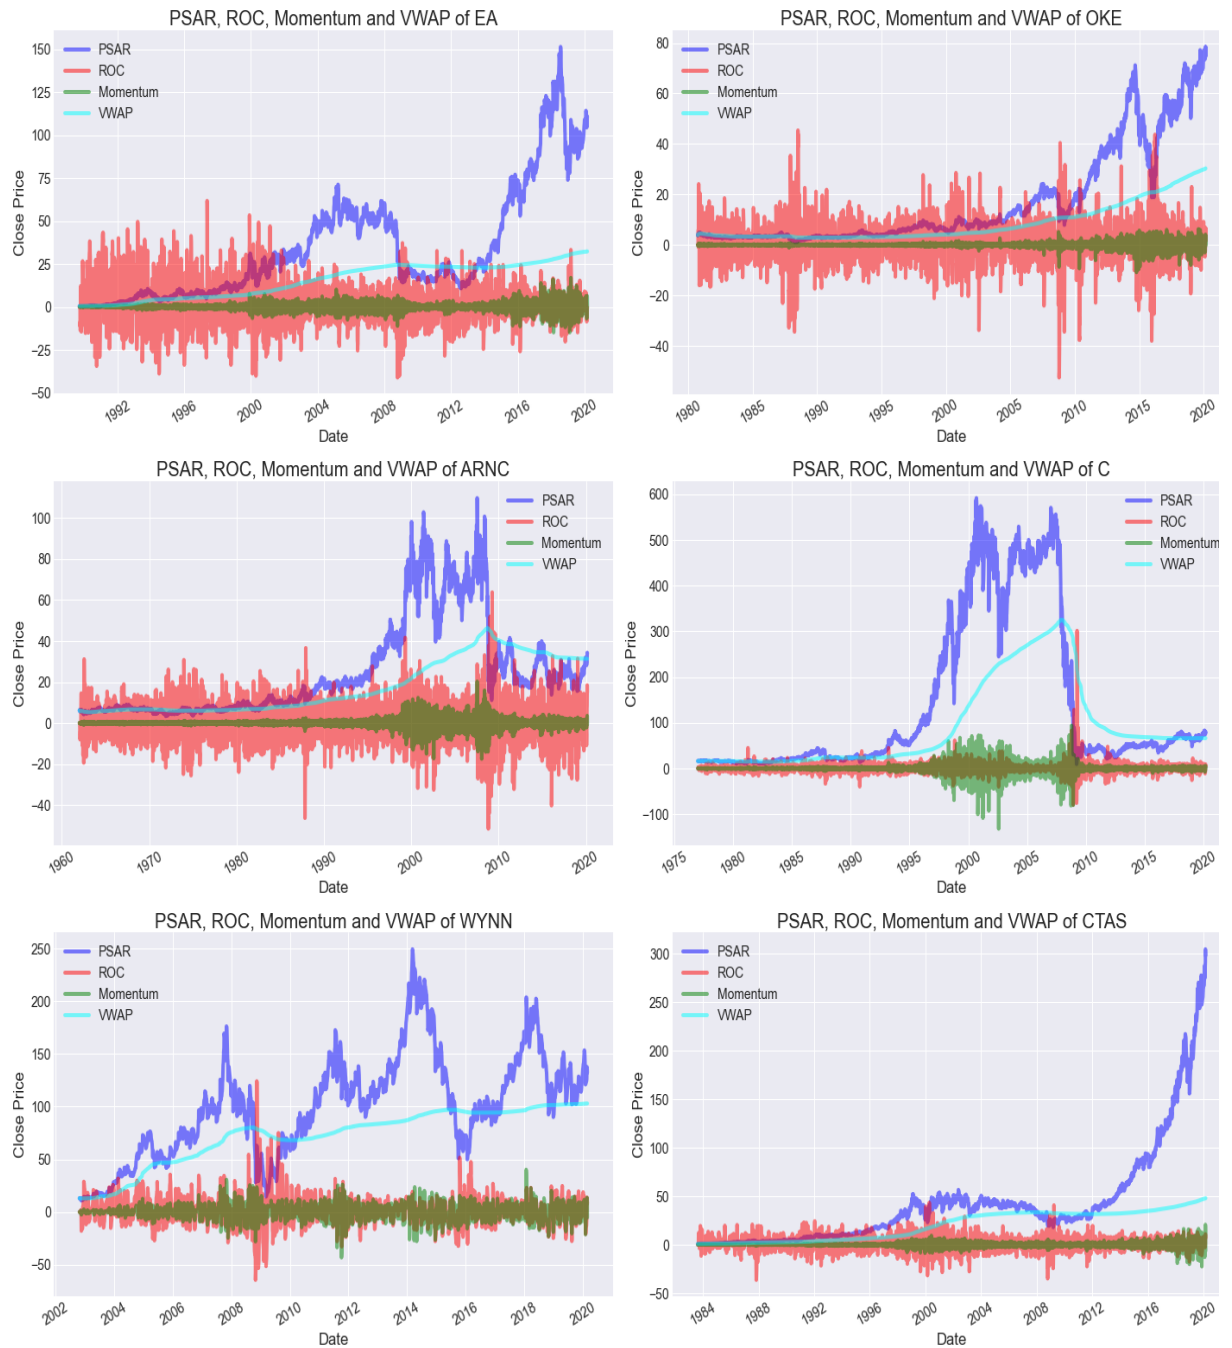 PSAR, ROC, Momentum and VWAP of EA
PSAR
ROC
Momentum
VWAP
150
125
100
75
50
25
0
−25
−50
Close Price
1992
1996
2000
2004
2008
2012
2016
2020
Date
PSAR, ROC, Momentum and VWAP of OKE
PSAR
ROC
Momentum
VWAP
80
60
40
20
0
−20
−40
Close Price
1980
1985
1990
1995
2000
2005
2010
2015
2020
Date
PSAR, ROC, Momentum and VWAP of ARNC
PSAR
ROC
Momentum
VWAP
100
80
60
40
20
0
−20
−40
Close Price
1960
1970
1980
1990
2000
2010
2020
Date
PSAR, ROC, Momentum and VWAP of C
PSAR
ROC
Momentum
VWAP
600
500
400
300
200
100
0
−100
Close Price
1975
1980
1985
1990
1995
2000
2005
2010
2015
2020
Date
PSAR, ROC, Momentum and VWAP of WYNN
PSAR
ROC
Momentum
VWAP
250
200
150
100
50
0
−50
Close Price
2002
2004
2006
2008
2010
2012
2014
2016
2018
2020
Date
PSAR, ROC, Momentum and VWAP of CTAS
PSAR
ROC
Momentum
VWAP
300
250
200
150
100
50
0
−50
Close Price
1984
1988
1992
1996
2000
2004
2008
2012
2016
2020
Date